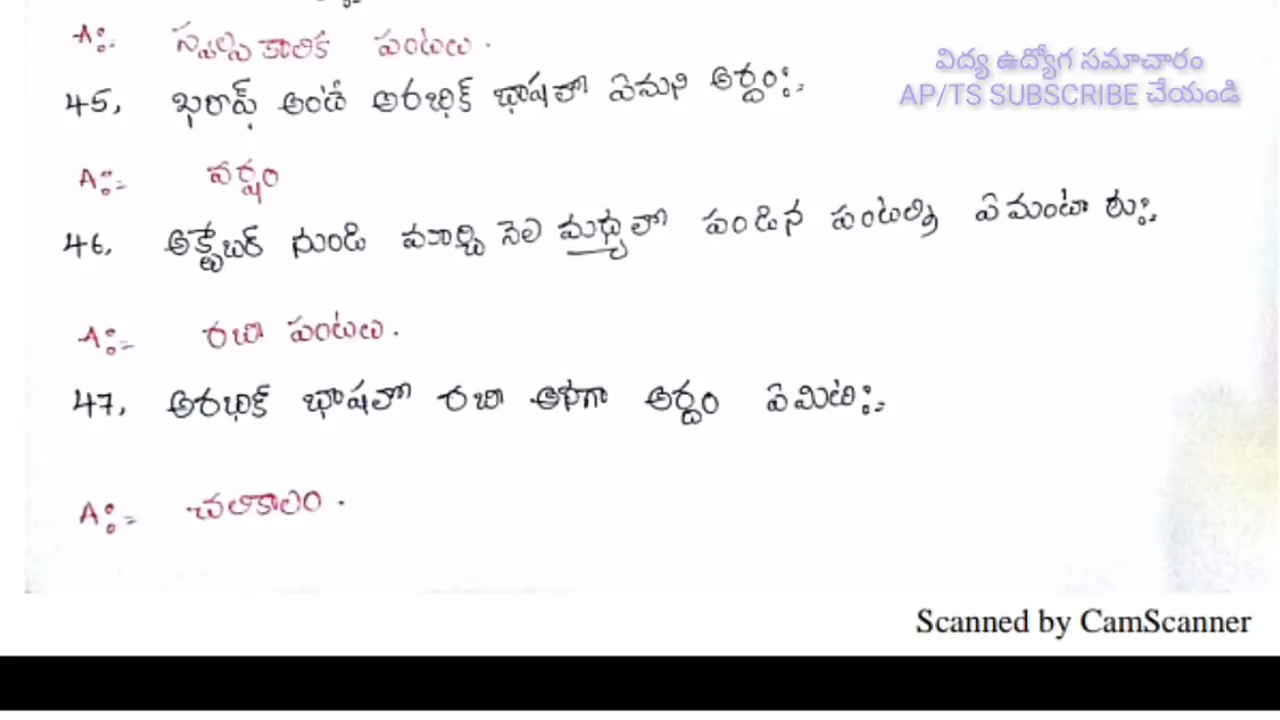 A:- స్వల్పకాలిక పంటలు.
విద్య ఉద్యోగ సమాచారం
AP/TS SUBSCRIBE చేయండి
45, ఖరీఫ్ అంటే అరబిక్ భాషలో ఏమని అర్థం:-
A:= వర్షం
46, అక్టోబర్ నుండి మార్చి నెల మధ్యలో పండిన పంటల్ని ఏమంటారు:-
A:= రబీ పంటలు.
47, అరబిక్ భాషలో రబీ అనగా అర్థం ఏమిటి:-
A:= చలికాలం.
Scanned by CamScanner